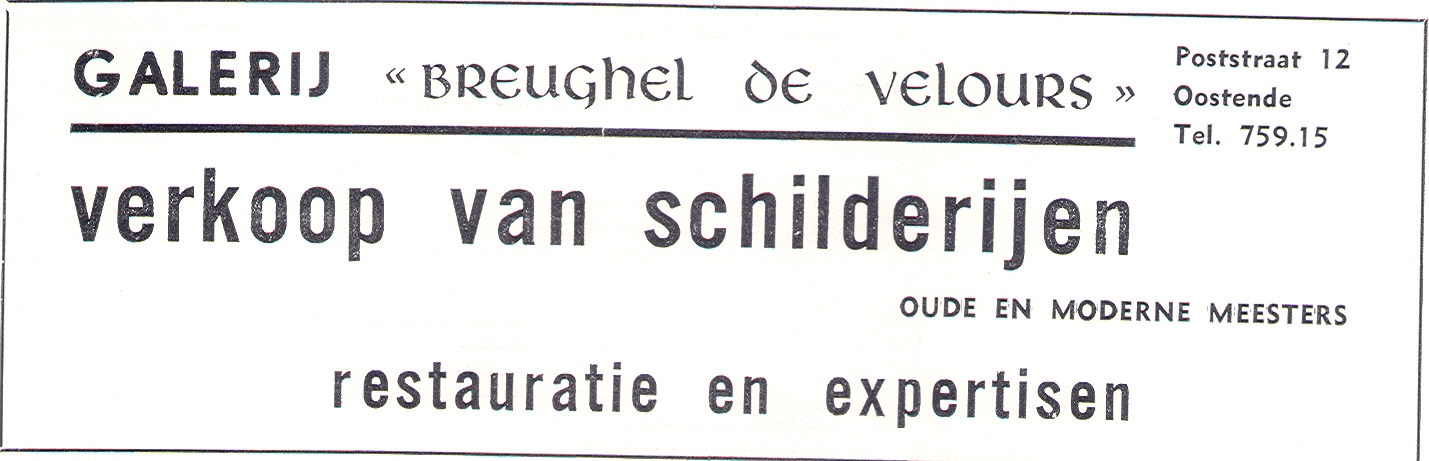 GALERIJ « BREUGHEL DE VELOURS »
Poststraat 12
Oostende
Tel. 759.15
verkoop van schilderijen
OUDE EN MODERNE MEESTERS
restauratie en expertisen